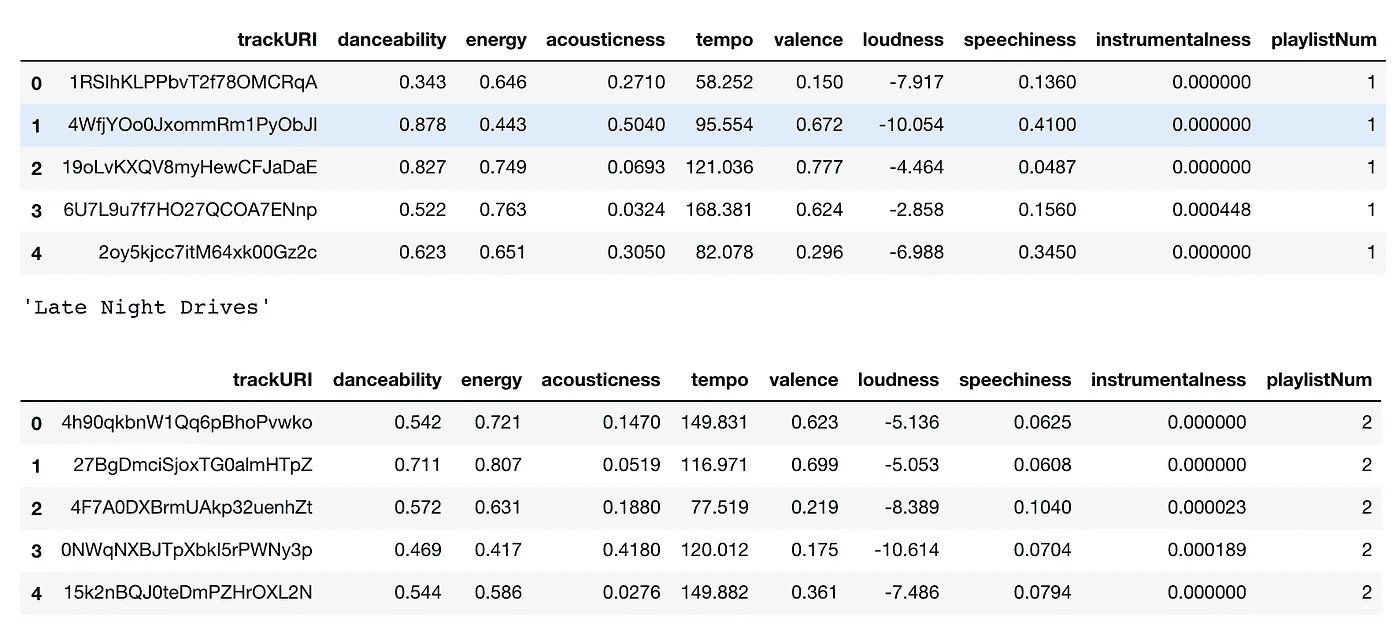 trackURI danceability energy acousticness tempo valence loudness speechiness instrumentalness playlistNum
0 1RSIhKLPPbvT2f78OMCRqA 0.343 0.646 0.2710 58.252 0.150 -7.917 0.1360 0.000000 1
1 4WfjYOo0JxommRm1PyObJl 0.878 0.443 0.5040 95.554 0.672 -10.054 0.4100 0.000000 1
2 19oLvKXQV8myHewCFJaDaE 0.827 0.749 0.0693 121.036 0.777 -4.464 0.0487 0.000000 1
3 6U7L9u7f7HO27QCOA7ENnp 0.522 0.763 0.0324 168.381 0.624 -2.858 0.1560 0.000448 1
4 2oy5kjcc7itM64xk00Gz2c 0.623 0.651 0.3050 82.078 0.296 -6.988 0.3450 0.000000 1
'Late Night Drives'
trackURI danceability energy acousticness tempo valence loudness speechiness instrumentalness playlistNum
0 4h90qkbnW1Qq6pBhoPvwko 0.542 0.721 0.1470 149.831 0.623 -5.136 0.0625 0.000000 2
1 27BgDmciSjoxTG0almHTpZ 0.711 0.807 0.0519 116.971 0.699 -5.053 0.0608 0.000000 2
2 4F7A0DXBrmUAkp32uenhZt 0.572 0.631 0.1880 77.519 0.219 -8.389 0.1040 0.000023 2
3 0NWqNXBJTpXbkI5rPWNy3p 0.469 0.417 0.4180 120.012 0.175 -10.614 0.0704 0.000189 2
4 15k2nBQJ0teDmPZHrOXL2N 0.544 0.586 0.0276 149.882 0.361 -7.486 0.0794 0.000000 2